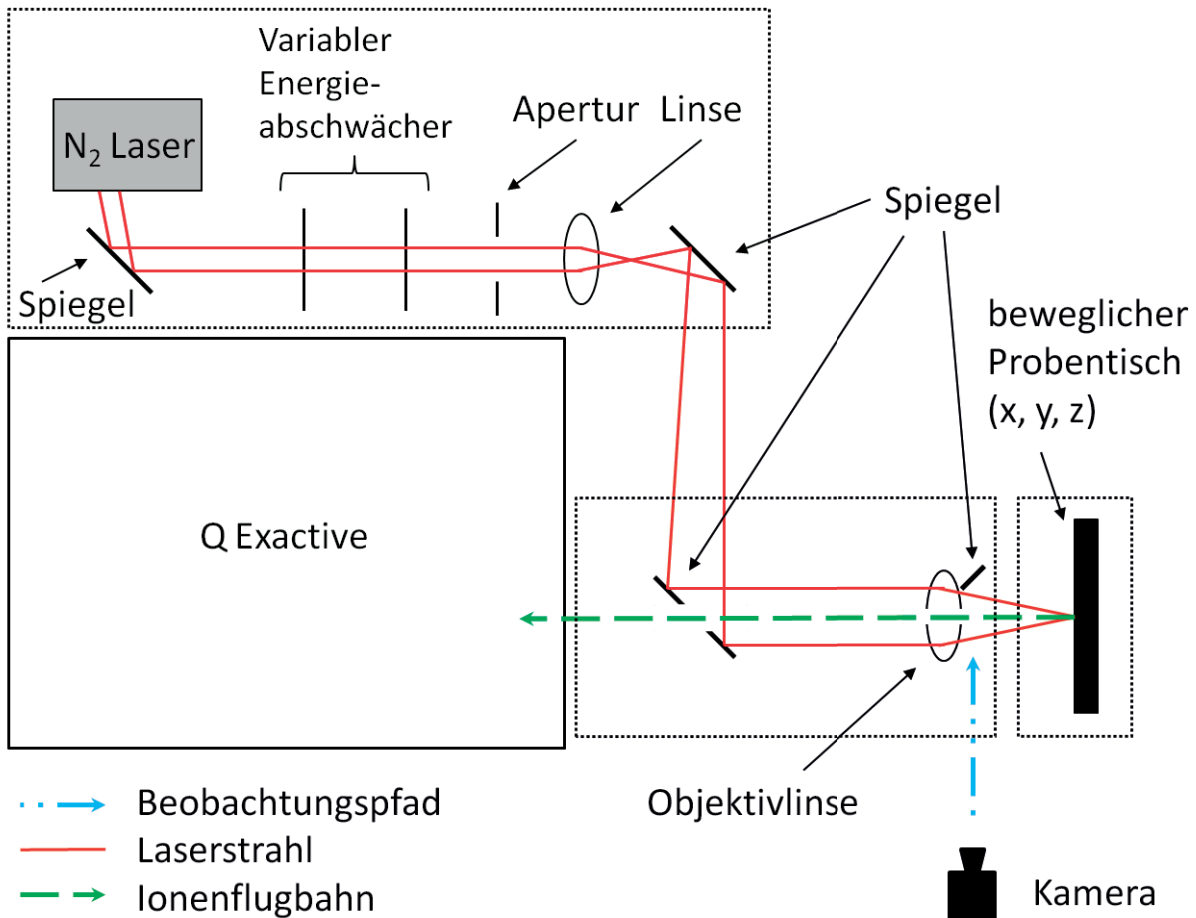 Variabler
Energie-
abschwächer
N₂ Laser
Apertur
Linse
Spiegel
Spiegel
beweglicher
Probentisch
(x, y, z)
Q Exactive
Objektivlinse
Beobachtungspfad
Laserstrahl
Ionenflugbahn
Kamera